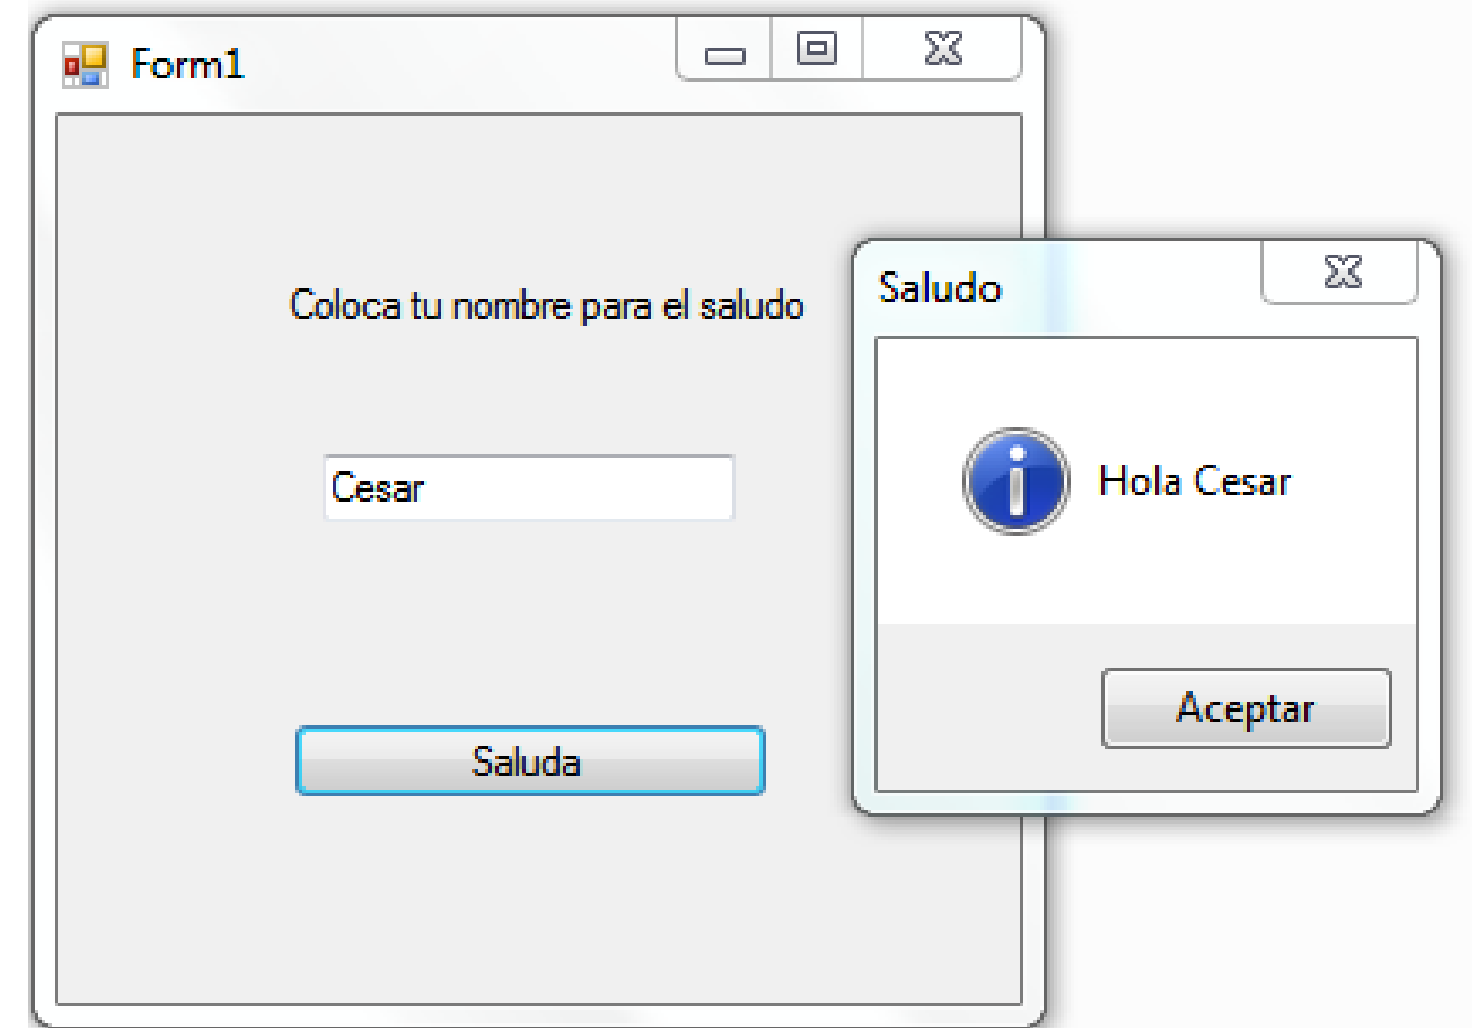 Form1
Coloca tu nombre para el saludo
Cesar
Saluda
Saludo
Hola Cesar
Aceptar